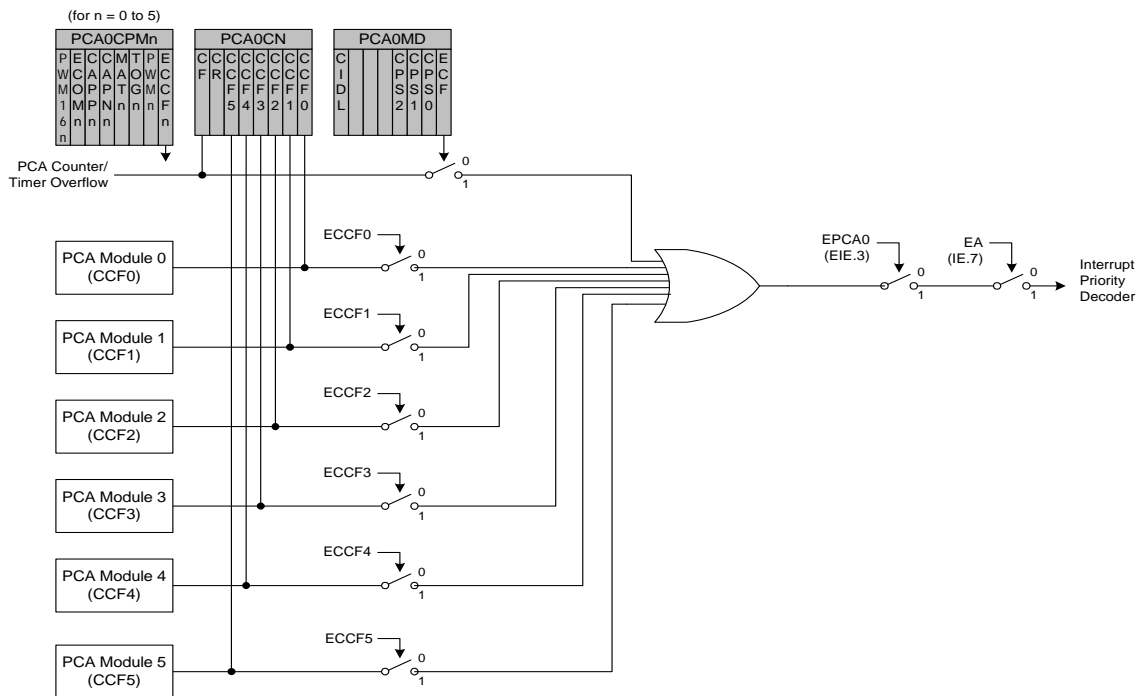 (for n = 0 to 5)
PCA0CPMn
PWM16n
ECOMn
CAPPn
CAPNn
MATn
TOGn
PWMn
ECCFn
PCA0CN
CF
CR
CCF5
CCF4
CCF3
CCF2
CCF1
CCF0
PCA0MD
CIDL
CPS2
CPS1
CPS0
ECF
PCA Counter/
Timer Overflow
0
1
PCA Module 0
(CCF0)
ECCF0
0
1
EPCA0
(EIE.3)
0
1
EA
(IE.7)
0
1
Interrupt
Priority
Decoder
PCA Module 1
(CCF1)
ECCF1
0
1
PCA Module 2
(CCF2)
ECCF2
0
1
PCA Module 3
(CCF3)
ECCF3
0
1
PCA Module 4
(CCF4)
ECCF4
0
1
PCA Module 5
(CCF5)
ECCF5
0
1